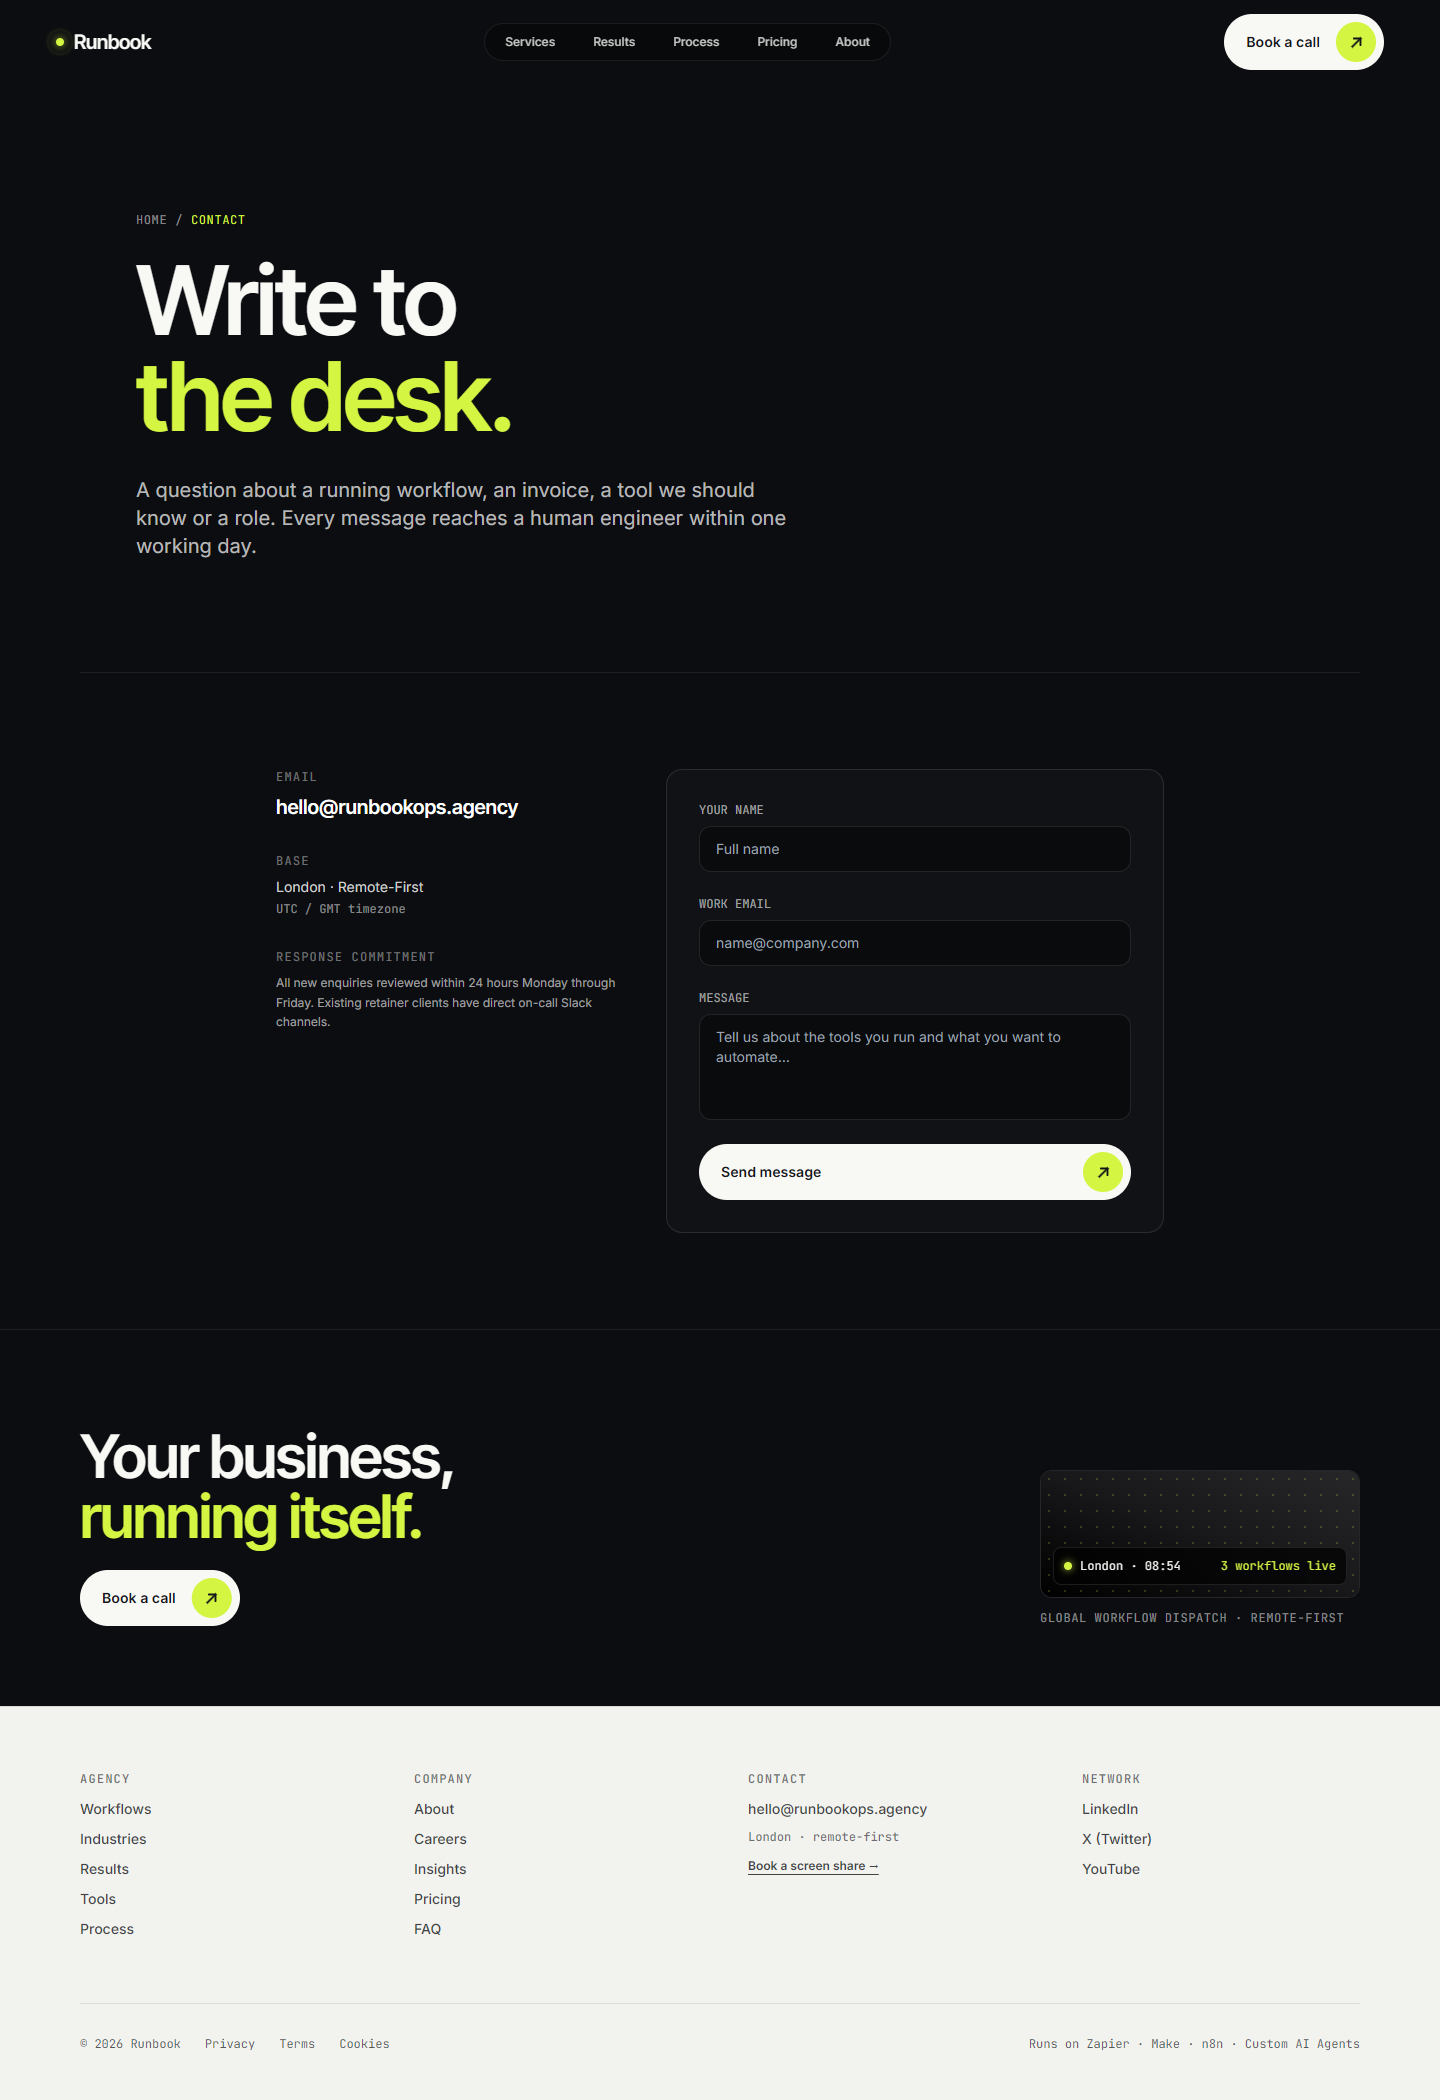 Runbook
Services
Results
Process
Pricing
About
Book a call
HOME / CONTACT
Write to
the desk.
A question about a running workflow, an invoice, a tool we should
know or a role. Every message reaches a human engineer within one
working day.
EMAIL
hello@runbookops.agency
BASE
London · Remote-First
UTC / GMT timezone
RESPONSE COMMITMENT
All new enquiries reviewed within 24 hours Monday through
Friday. Existing retainer clients have direct on-call Slack
channels.
YOUR NAME
Full name
WORK EMAIL
name@company.com
MESSAGE
Tell us about the tools you run and what you want to
automate...
Send message
Your business,
running itself.
Book a call
London · 08:54
3 workflows live
GLOBAL WORKFLOW DISPATCH · REMOTE-FIRST
AGENCY
Workflows
Industries
Results
Tools
Process
COMPANY
About
Careers
Insights
Pricing
FAQ
CONTACT
hello@runbookops.agency
London · remote-first
Book a screen share →
NETWORK
LinkedIn
X (Twitter)
YouTube
© 2026 Runbook
Privacy
Terms
Cookies
Runs on Zapier · Make · n8n · Custom AI Agents